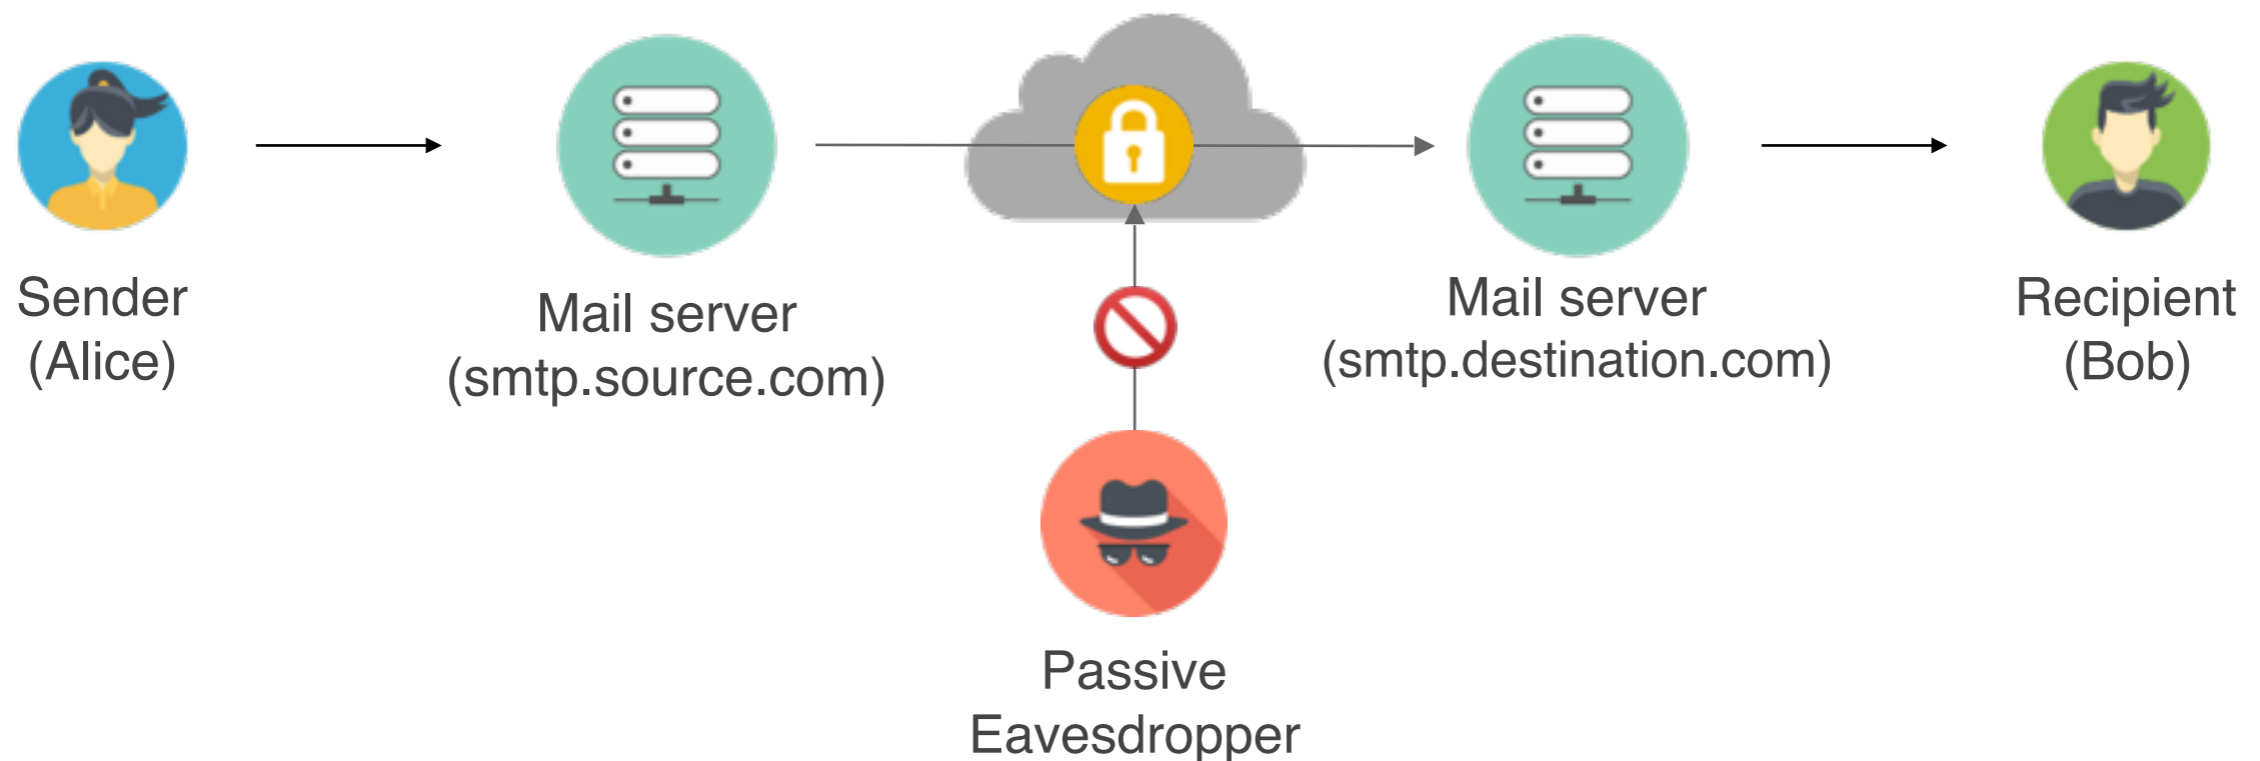 Sender
(Alice)
Mail server
(smtp.source.com)
Mail server
(smtp.destination.com)
Recipient
(Bob)
Passive
Eavesdropper